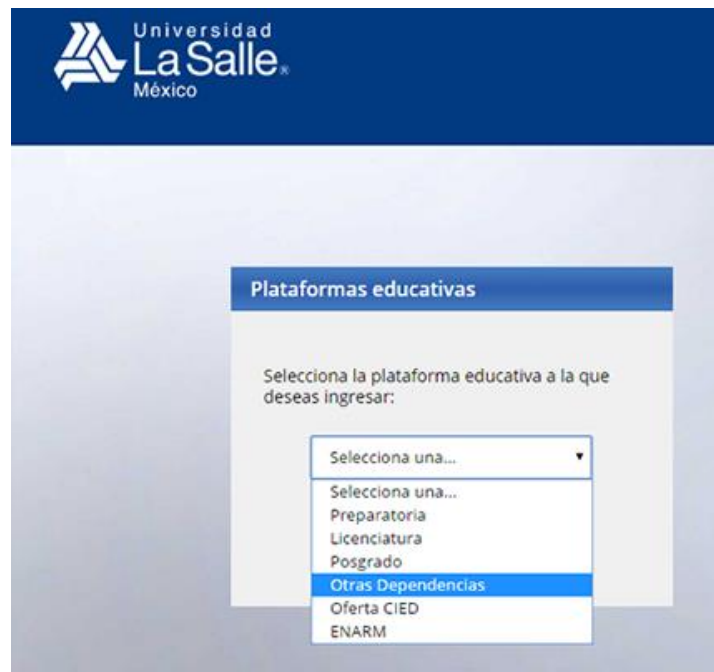 Universidad
La Salle®
México
Plataformas educativas
Selecciona la plataforma educativa a la que
deseas ingresar:
Selecciona una...
Selecciona una...
Preparatoria
Licenciatura
Posgrado
Otras Dependencias
Oferta CIED
ENARM